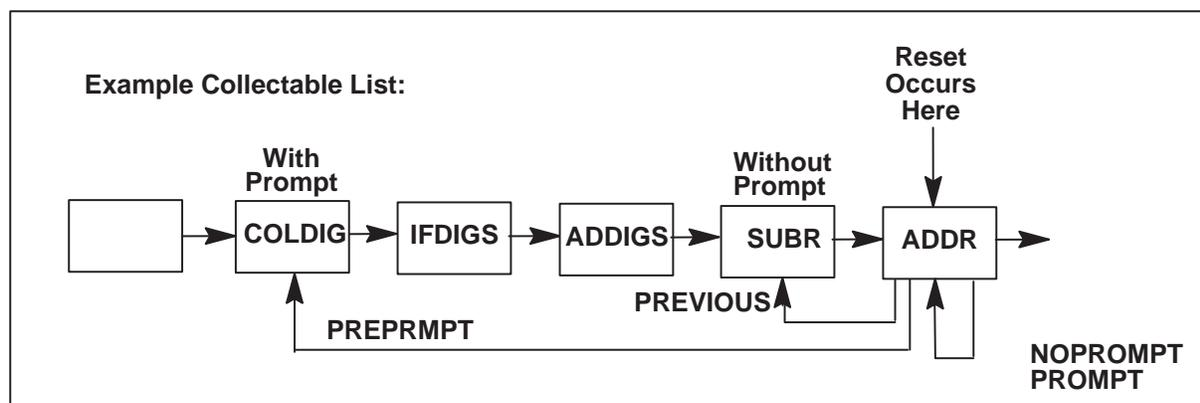 Example Collectable List:
Reset
Occurs
Here
With
Prompt
Without
Prompt
COLDIG
IFDIGS
ADDIGS
SUBR
ADDR
PREVIOUS
PREPRMPT
NOPROMPT
PROMPT